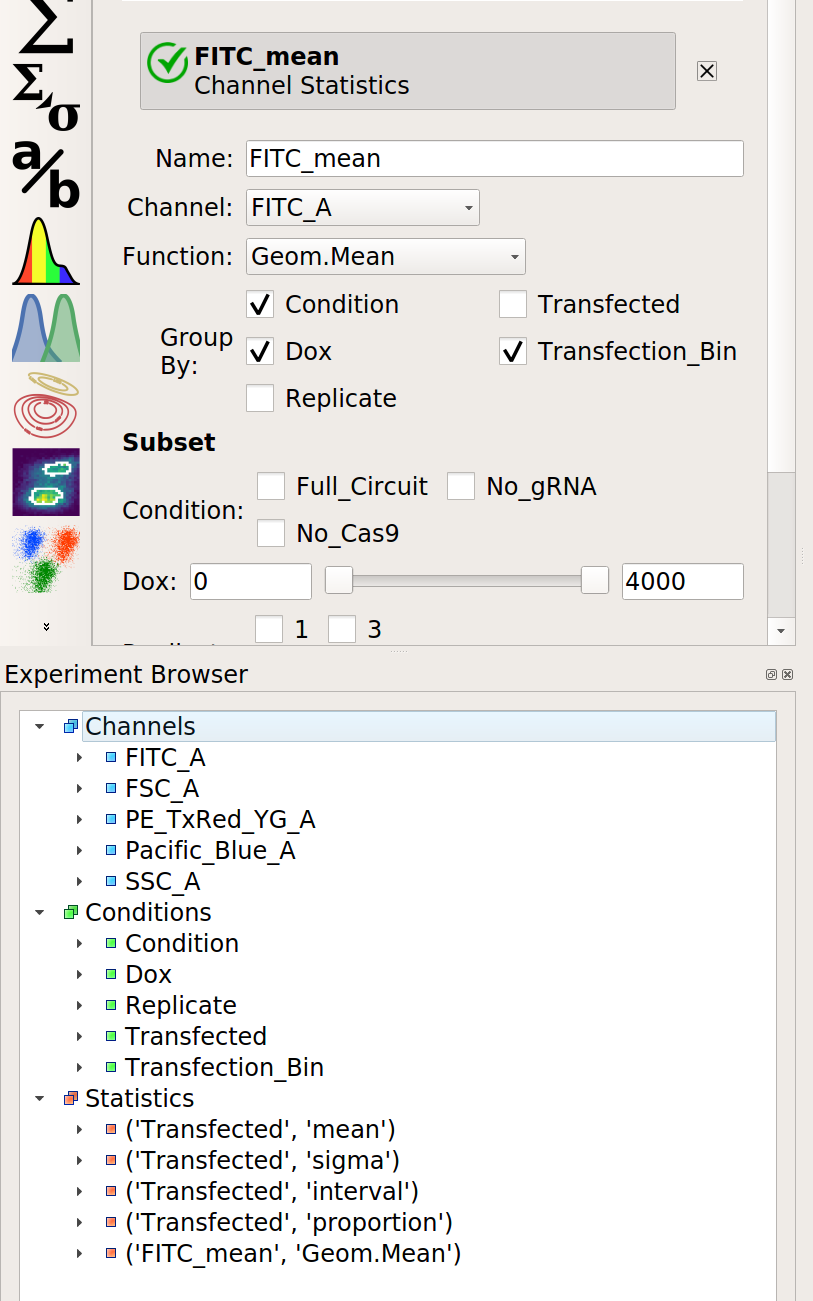 Σ
Σ
σ
a/b
FITC_mean
Channel Statistics
Name: FITC_mean
Channel: FITC_A
Function: Geom.Mean
Group By:
Condition
Transfected
Dox
Transfection_Bin
Replicate
Subset
Condition:
Full_Circuit
No_gRNA
No_Cas9
Dox: 0 4000
1 3
Experiment Browser
Channels
FITC_A
FSC_A
PE_TxRed_YG_A
Pacific_Blue_A
SSC_A
Conditions
Condition
Dox
Replicate
Transfected
Transfection_Bin
Statistics
('Transfected', 'mean')
('Transfected', 'sigma')
('Transfected', 'interval')
('Transfected', 'proportion')
('FITC_mean', 'Geom.Mean')